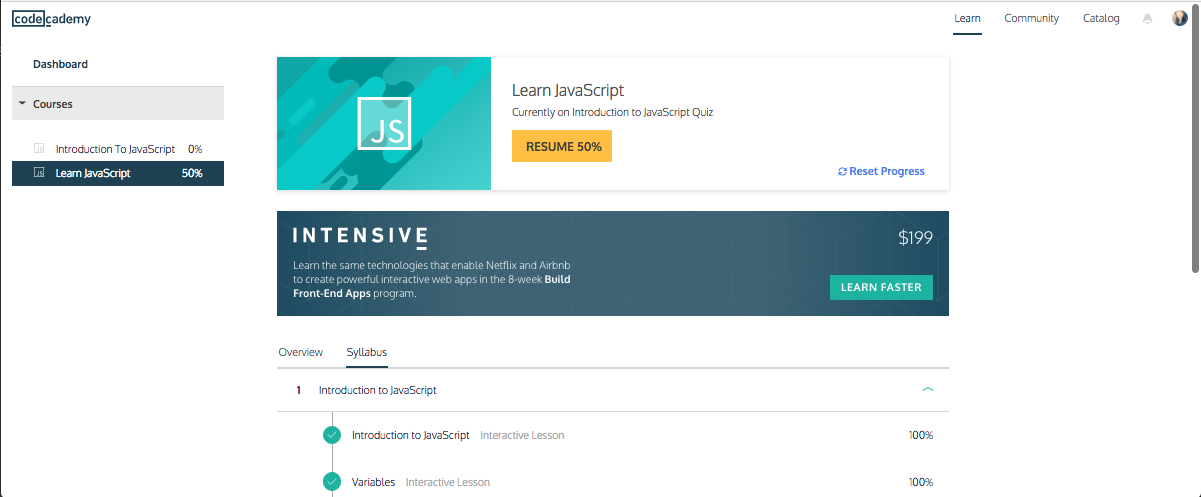 codecademy
Learn
Community
Catalog
Dashboard
Courses
JS Introduction To JavaScript 0%
JS Learn JavaScript 50%
JS
Learn JavaScript
Currently on Introduction to JavaScript Quiz
RESUME 50%
Reset Progress
INTENSIVE
$199
Learn the same technologies that enable Netflix and Airbnb
to create powerful interactive web apps in the 8-week Build
Front-End Apps program.
LEARN FASTER
Overview
Syllabus
1 Introduction to JavaScript
Introduction to JavaScript Interactive Lesson 100%
Variables Interactive Lesson 100%